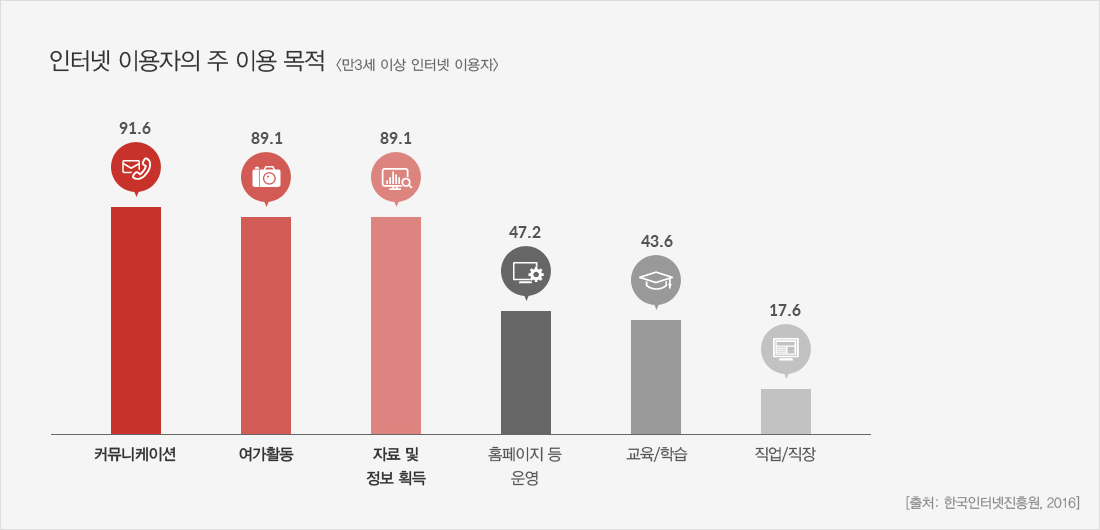 인터넷 이용자의 주 이용 목적 <만3세 이상 인터넷 이용자>
91.6
89.1
89.1
47.2
43.6
17.6
커뮤니케이션
여가활동
자료 및
정보 획득
홈페이지 등
운영
교육/학습
직업/직장
[출처: 한국인터넷진흥원, 2016]